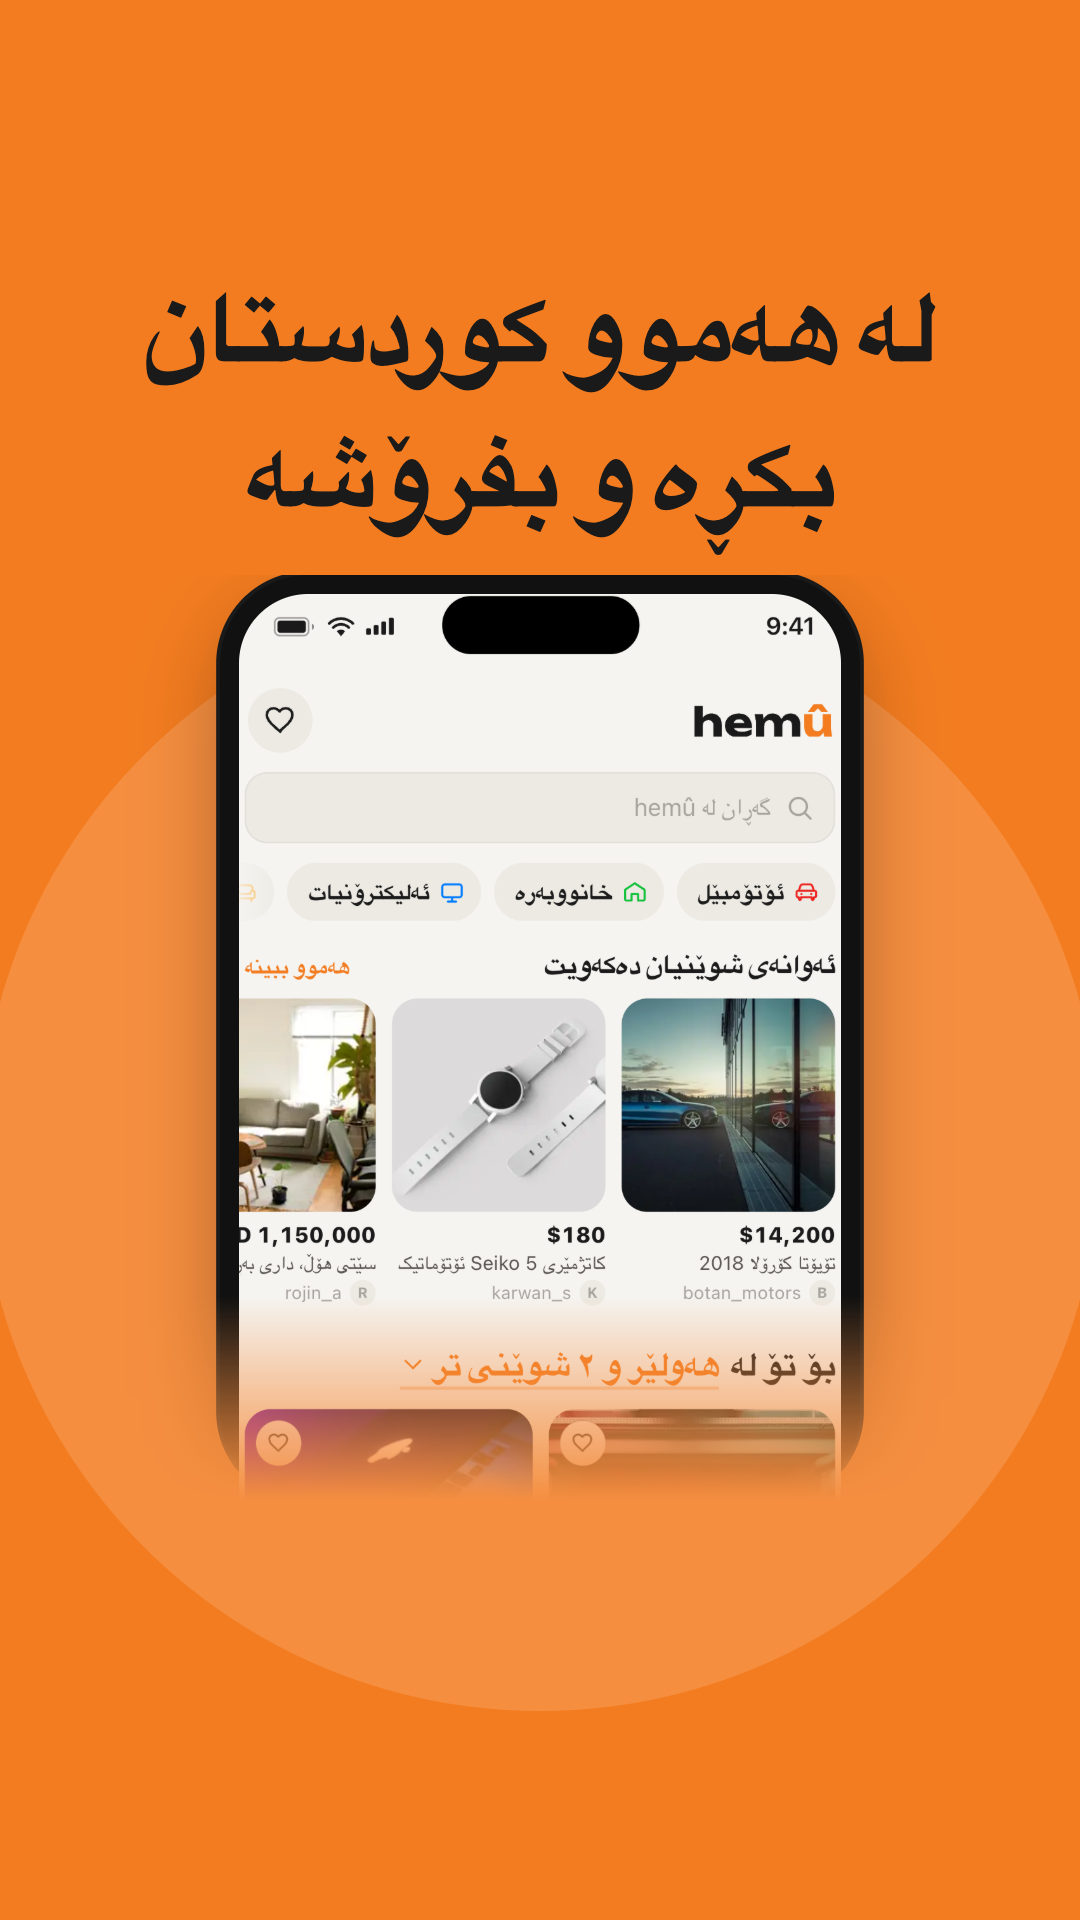 لە هەموو کوردستان
بکڕە و بفرۆشە
9:41
hemû
گەڕان لە hemû
ئۆتۆمبێل
خانووبەرە
ئەلیکترۆنیات
ئەوانەی شوێنیان دەکەویت
هەموو ببینە
$14,200
تۆیۆتا کۆرۆلا 2018
B botan_motors
$180
کاتژمێری Seiko 5 ئۆتۆماتیک
K karwan_s
D 1,150,000
سێتی هۆڵ، داری بەڕ
R rojin_a
بۆ تۆ لە هەولێر و ٢ شوێنی تر